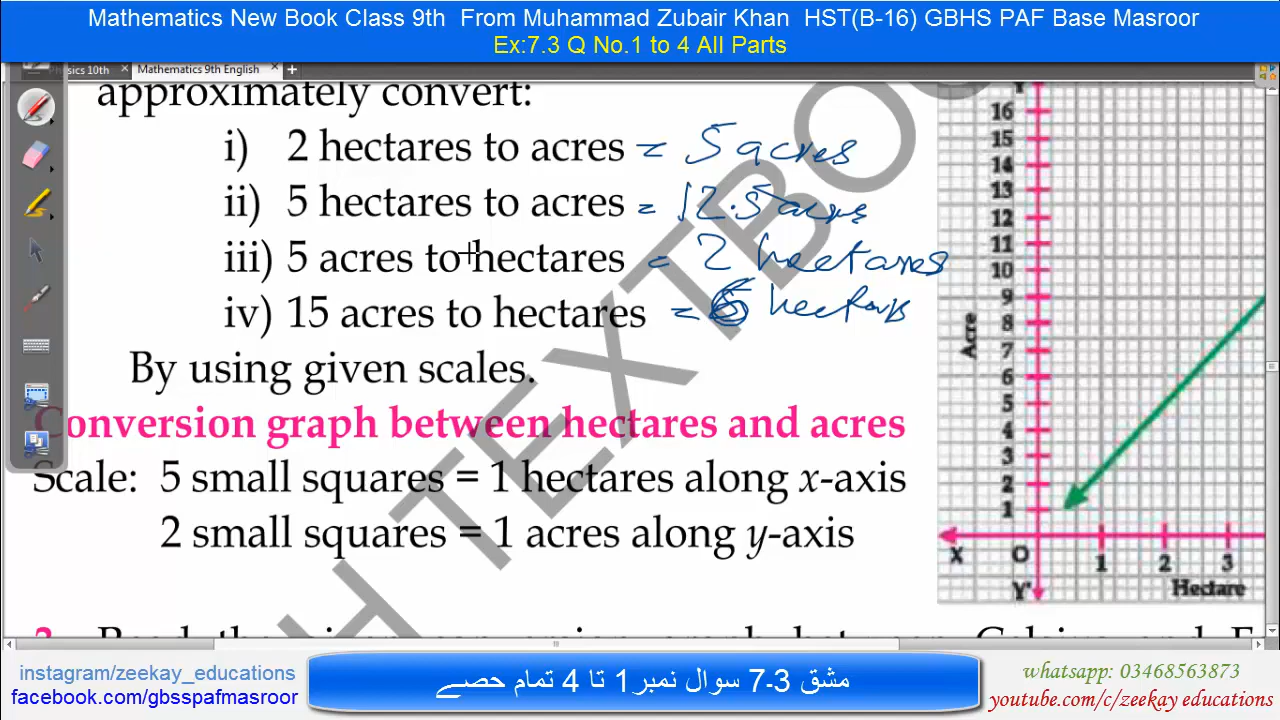 Mathematics New Book Class 9th From Muhammad Zubair Khan HST(B-16) GBHS PAF Base Masroor
Ex:7.3 Q No.1 to 4 All Parts
10th Mathematics 9th English
approximately convert:
i) 2 hectares to acres = 5 acres
ii) 5 hectares to acres = 12.5 acres
iii) 5 acres to hectares = 2 hectares
iv) 15 acres to hectares = 6 hectars
By using given scales.
Conversion graph between hectares and acres
Scale: 5 small squares = 1 hectares along x-axis
2 small squares = 1 acres along y-axis
16
15
14
13
12
11
10
9
8
7
6
5
4
3
2
1
Acre
X O 1 2 3
Y' Hectare
H TEXTBOO
instagram/zeekay_educations
facebook.com/gbsspafmasroor
مشق 3-7 سوال نمبر1 تا 4 تمام حصے
whatsapp: 03468563873
youtube.com/c/zeekay educations